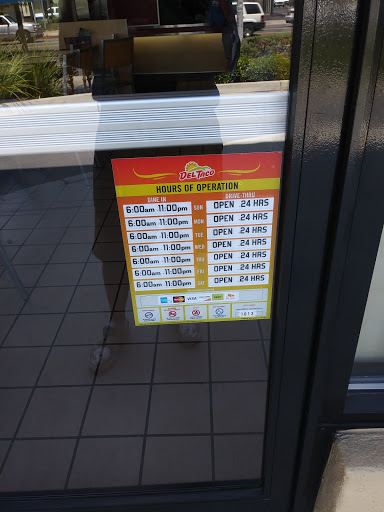 DEL TACO
HOURS OF OPERATION
DINE IN DRIVE-THRU
6:00am 11:00pm SUN OPEN 24 HRS
6:00am 11:00pm MON OPEN 24 HRS
6:00am 11:00pm TUE OPEN 24 HRS
6:00am 11:00pm WED OPEN 24 HRS
6:00am 11:00pm THU OPEN 24 HRS
6:00am 11:00pm FRI OPEN 24 HRS
6:00am 11:00pm SAT OPEN 24 HRS
VISA
1013